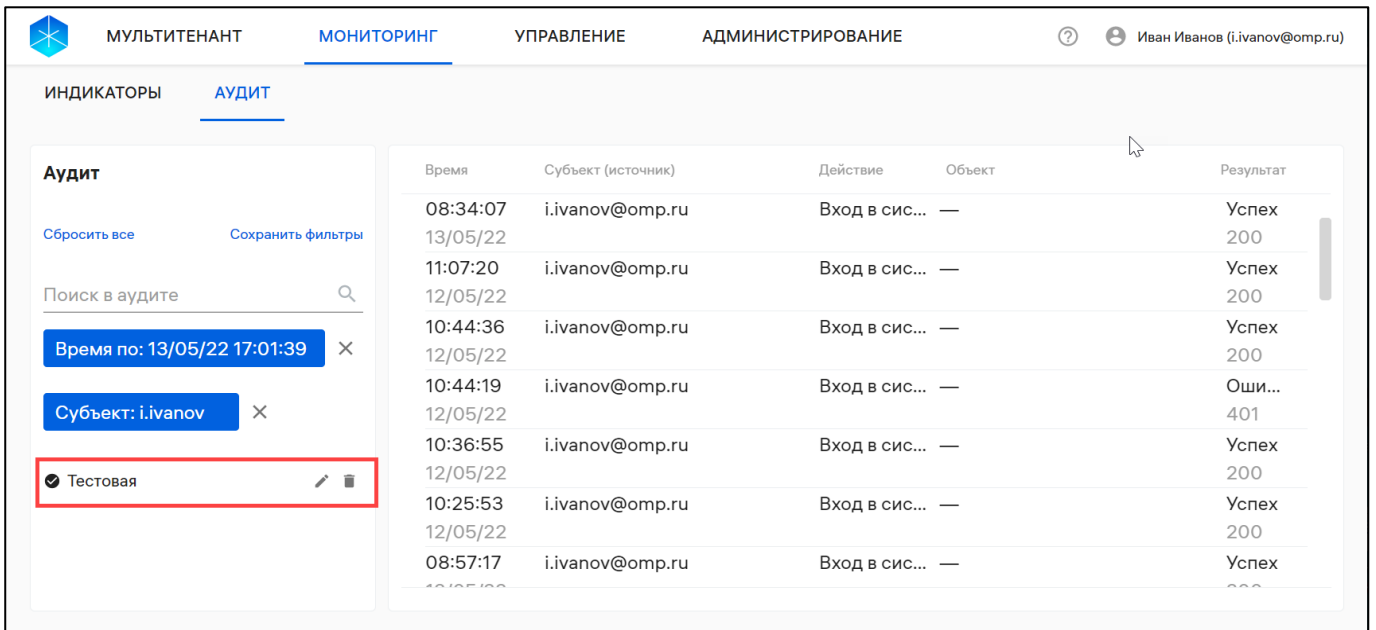 МУЛЬТИТЕНАНТ МОНИТОРИНГ УПРАВЛЕНИЕ АДМИНИСТРИРОВАНИЕ Иван Иванов (i.ivanov@omp.ru)
ИНДИКАТОРЫ АУДИТ
Аудит
Сбросить все Сохранить фильтры
Поиск в аудите
Время по: 13/05/22 17:01:39
Субъект: i.ivanov
Тестовая
Время Субъект (источник) Действие Объект Результат
08:34:07 i.ivanov@omp.ru Вход в сис... — Успех
13/05/22 200
11:07:20 i.ivanov@omp.ru Вход в сис... — Успех
12/05/22 200
10:44:36 i.ivanov@omp.ru Вход в сис... — Успех
12/05/22 200
10:44:19 i.ivanov@omp.ru Вход в сис... — Оши...
12/05/22 401
10:36:55 i.ivanov@omp.ru Вход в сис... — Успех
12/05/22 200
10:25:53 i.ivanov@omp.ru Вход в сис... — Успех
12/05/22 200
08:57:17 i.ivanov@omp.ru Вход в сис... — Успех